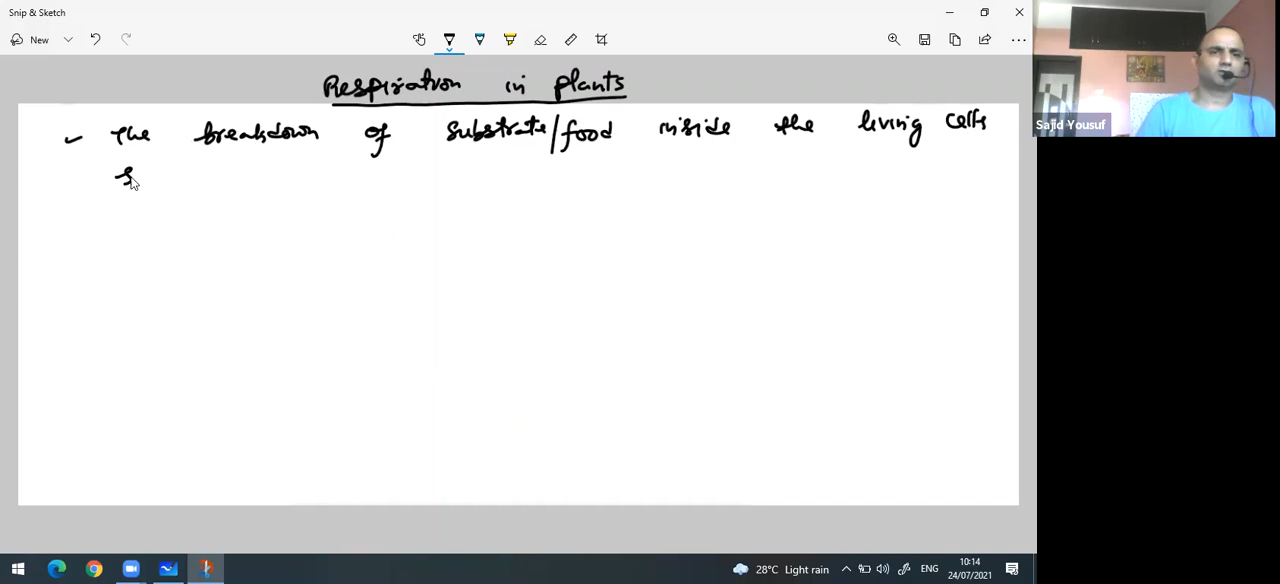 Snip & Sketch
New
Respiration in plants
The breakdown of substrate/food inside the living cells
Sajid Yousuf
28°C Light rain
ENG
10:14
24/07/2021